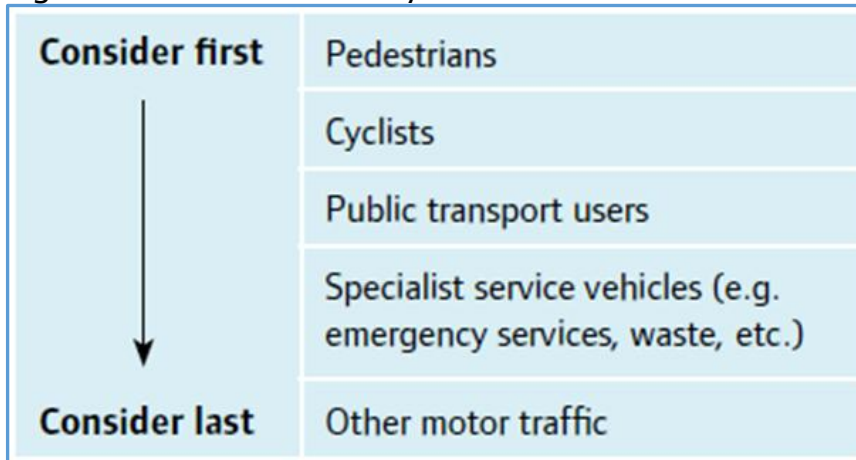 Consider first
Pedestrians
Cyclists
Public transport users
Specialist service vehicles (e.g.
emergency services, waste, etc.)
Consider last
Other motor traffic